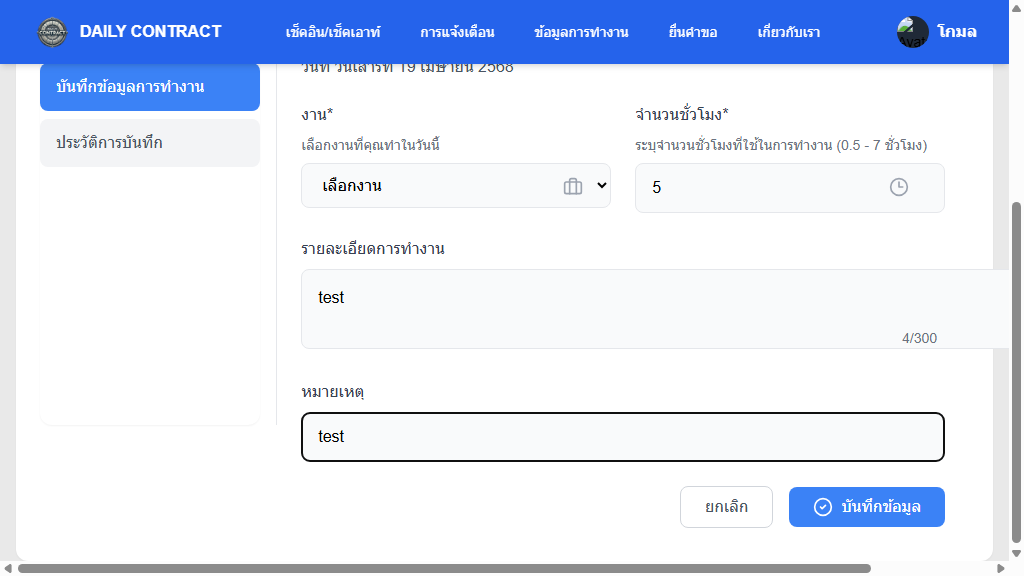 DAILY CONTRACT
เช็คอิน/เช็คเอาท์
การแจ้งเตือน
ข้อมูลการทำงาน
ยื่นคำขอ
เกี่ยวกับเรา
โกมล
บันทึกข้อมูลการทำงาน
ประวัติการบันทึก
วันที่ วันเสาร์ที่ 19 เมษายน 2568
งาน*
เลือกงานที่คุณทำในวันนี้
เลือกงาน
จำนวนชั่วโมง*
ระบุจำนวนชั่วโมงที่ใช้ในการทำงาน (0.5 - 7 ชั่วโมง)
5
รายละเอียดการทำงาน
test
4/300
หมายเหตุ
test
ยกเลิก
บันทึกข้อมูล